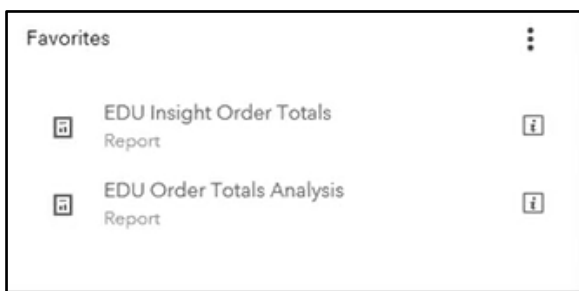 Favorites
EDU Insight Order Totals
Report
EDU Order Totals Analysis
Report